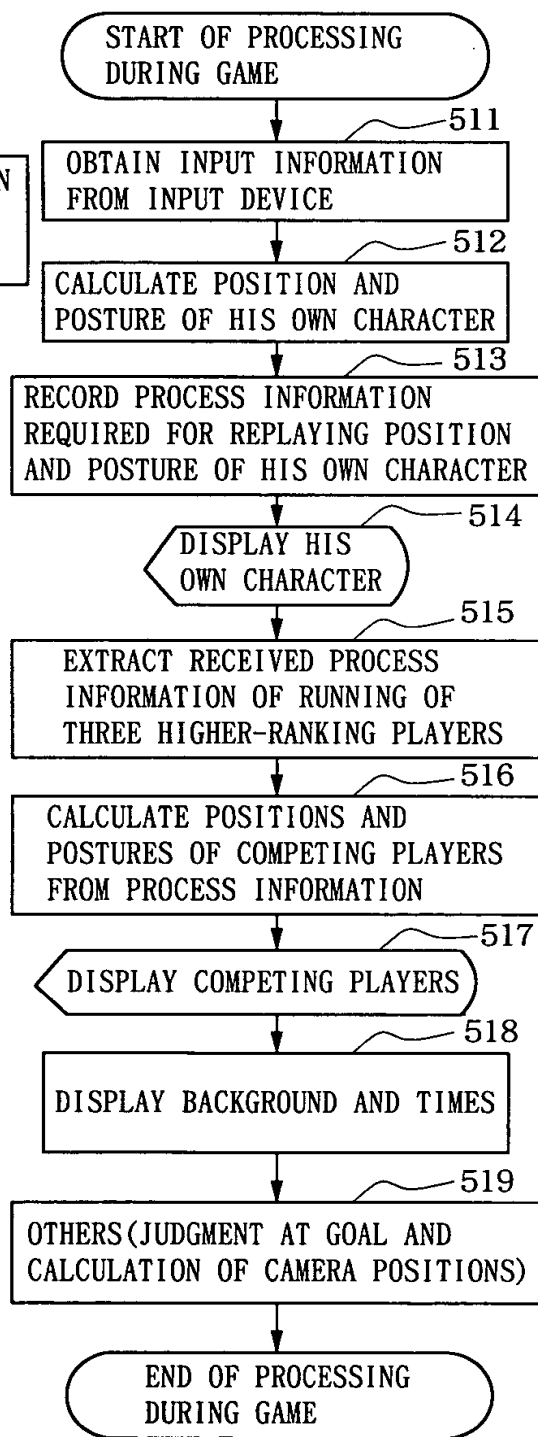 START OF PROCESSING
DURING GAME
511
N
OBTAIN INPUT INFORMATION
FROM INPUT DEVICE
512
CALCULATE POSITION AND
POSTURE OF HIS OWN CHARACTER
513
RECORD PROCESS INFORMATION
REQUIRED FOR REPLAYING POSITION
AND POSTURE OF HIS OWN CHARACTER
514
DISPLAY HIS
OWN CHARACTER
515
EXTRACT RECEIVED PROCESS
INFORMATION OF RUNNING OF
THREE HIGHER-RANKING PLAYERS
516
CALCULATE POSITIONS AND
POSTURES OF COMPETING PLAYERS
FROM PROCESS INFORMATION
517
DISPLAY COMPETING PLAYERS
518
DISPLAY BACKGROUND AND TIMES
519
OTHERS(JUDGMENT AT GOAL AND
CALCULATION OF CAMERA POSITIONS)
END OF PROCESSING
DURING GAME